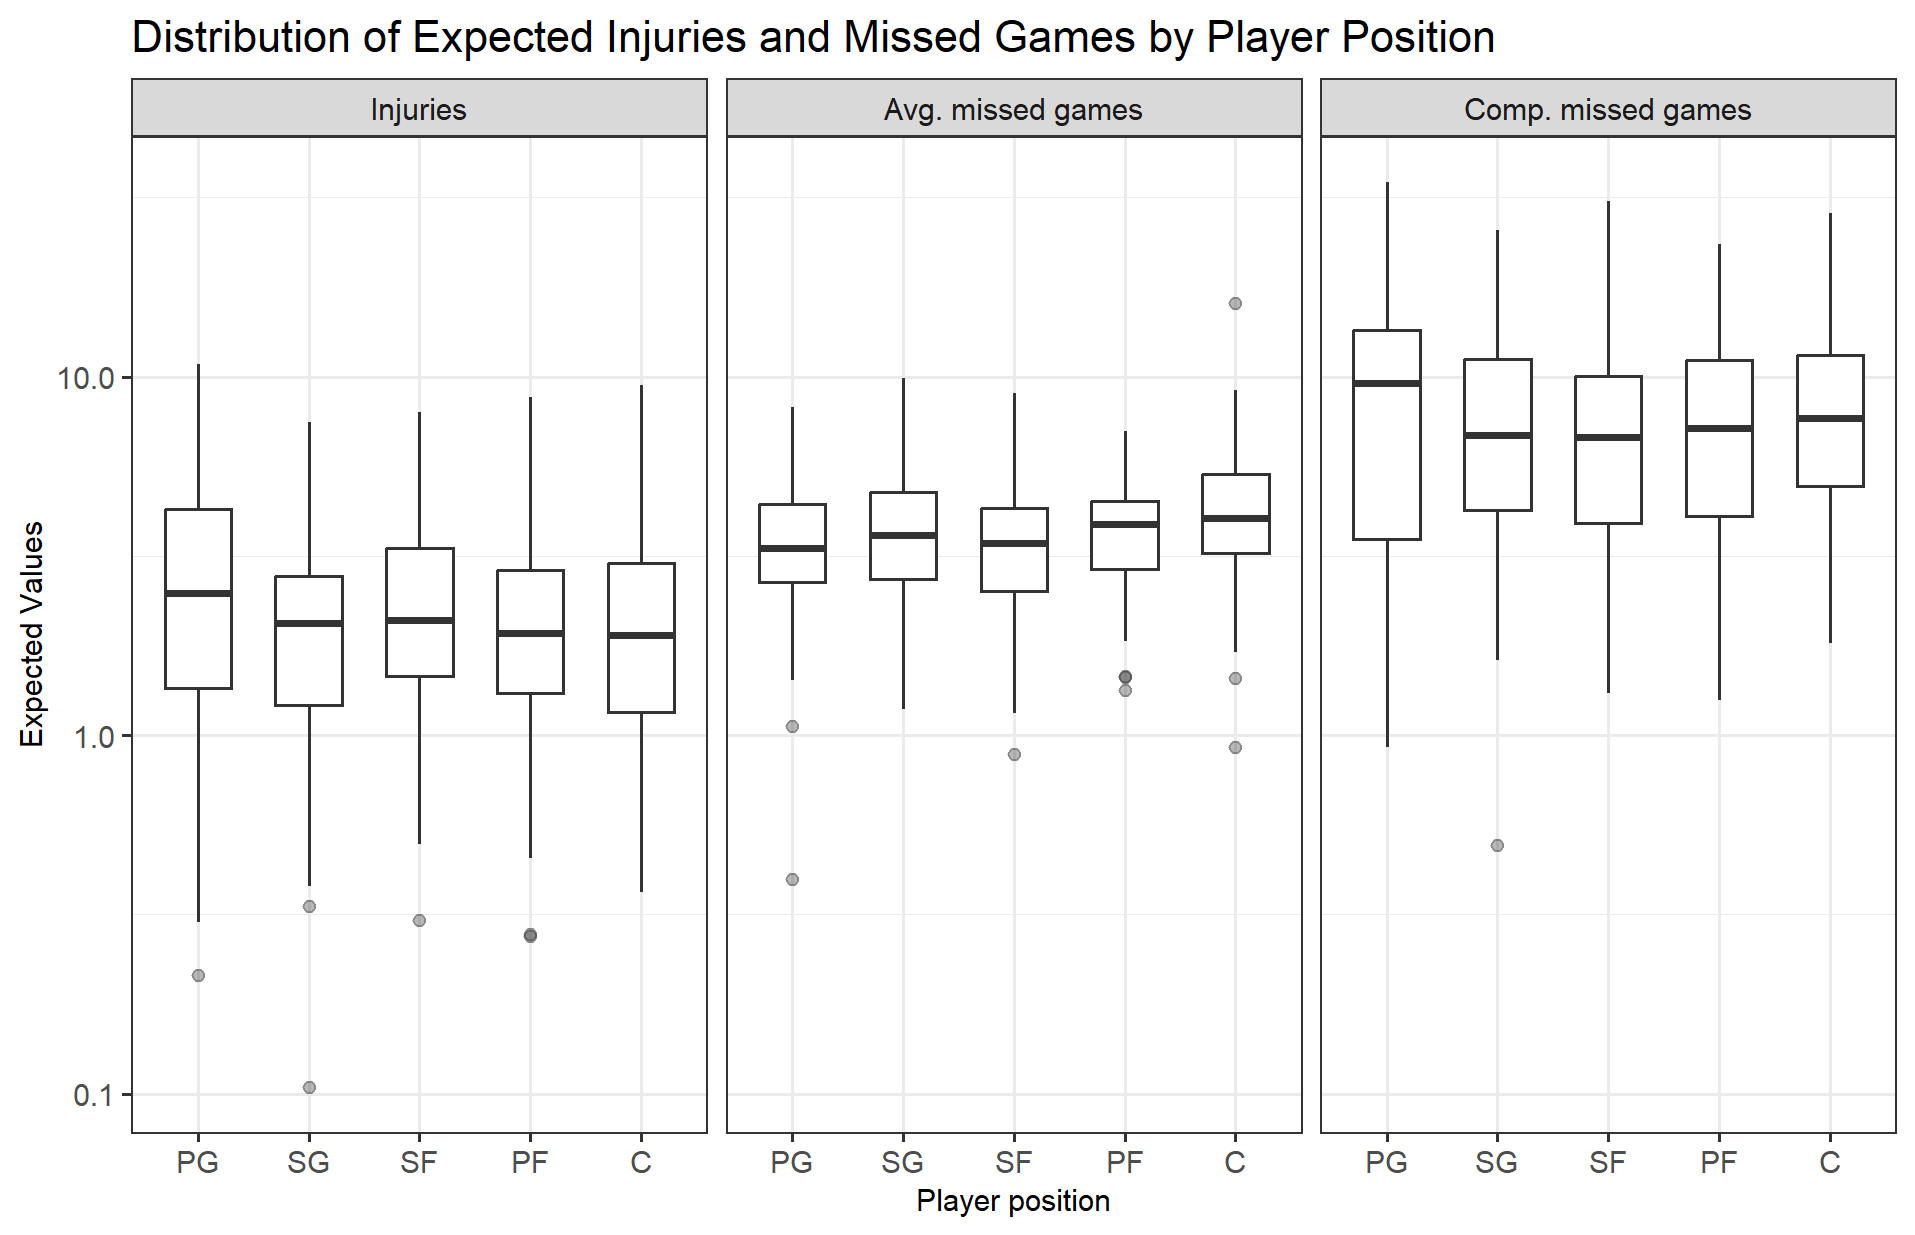 Distribution of Expected Injuries and Missed Games by Player Position
Injuries
Avg. missed games
Comp. missed games
Expected Values
10.0
1.0
0.1
PG SG SF PF C
PG SG SF PF C
PG SG SF PF C
Player position